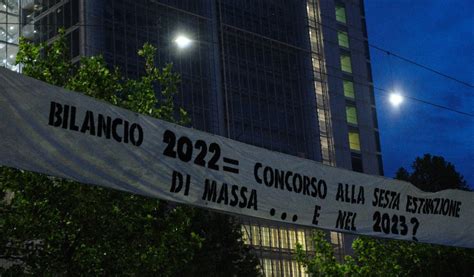 BILANCIO 2022 = CONCORSO ALLA SESTA ESTINZIONE
DI MASSA ... E NEL 2023?